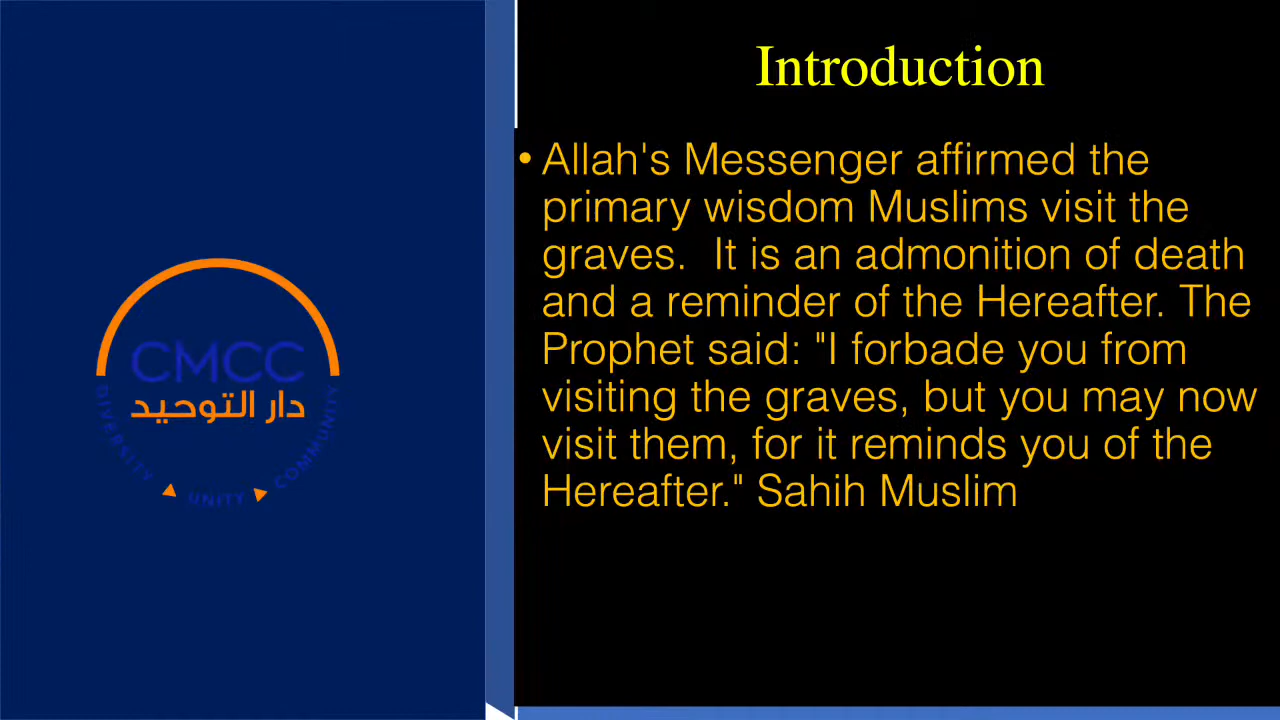 Introduction
• Allah's Messenger affirmed the
primary wisdom Muslims visit the
graves.  It is an admonition of death
and a reminder of the Hereafter. The
Prophet said: "I forbade you from
visiting the graves, but you may now
visit them, for it reminds you of the
Hereafter." Sahih Muslim
CMCC
دار التوحيد
DIVERSITY UNITY COMMUNITY